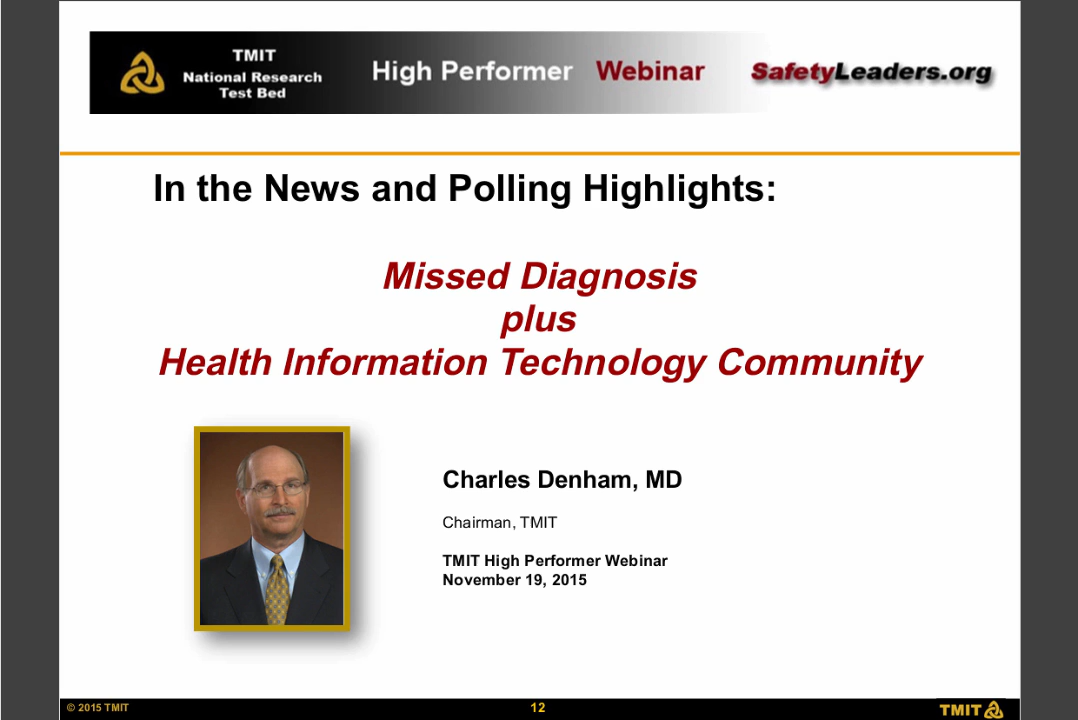 TMIT
National Research
Test Bed
High Performer Webinar
SafetyLeaders.org
In the News and Polling Highlights:
Missed Diagnosis
plus
Health Information Technology Community
Charles Denham, MD
Chairman, TMIT
TMIT High Performer Webinar
November 19, 2015
© 2015 TMIT
12
TMIT